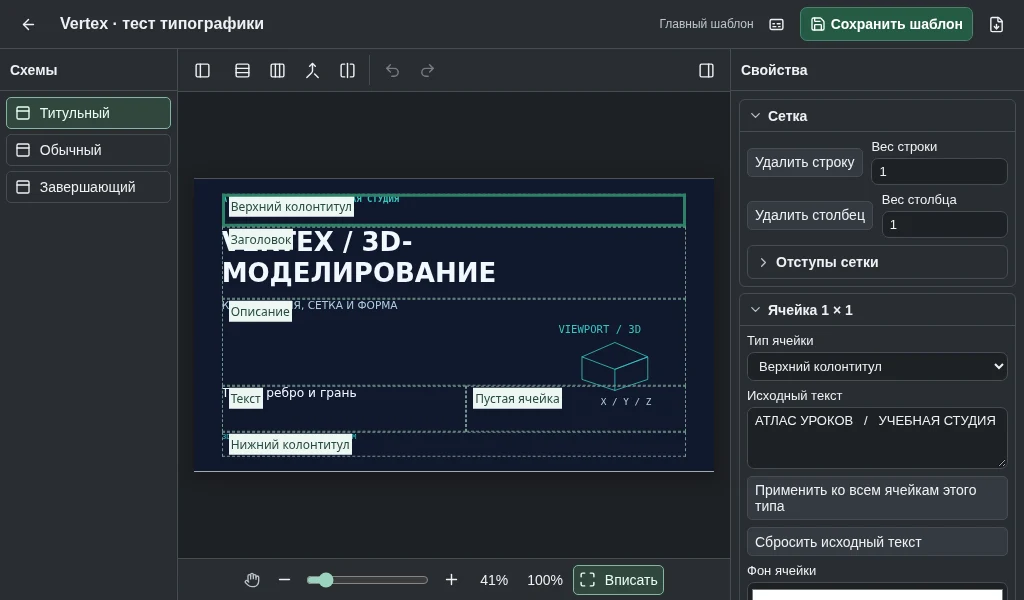 Vertex · тест типографики
Главный шаблон
Сохранить шаблон
Схемы
Титульный
Обычный
Завершающий
Верхний колонтитул
СТУДИЯ
Заголовок
VERTEX / 3D-
МОДЕЛИРОВАНИЕ
Описание
Я, СЕТКА И ФОРМА
VIEWPORT / 3D
Текст
ребро и грань
Пустая ячейка
X / Y / Z
Нижний колонтитул
41%
100%
Вписать
Свойства
Сетка
Удалить строку
Вес строки
1
Удалить столбец
Вес столбца
1
Отступы сетки
Ячейка 1 × 1
Тип ячейки
Верхний колонтитул
Исходный текст
АТЛАС УРОКОВ / УЧЕБНАЯ СТУДИЯ
Применить ко всем ячейкам этого
типа
Сбросить исходный текст
Фон ячейки